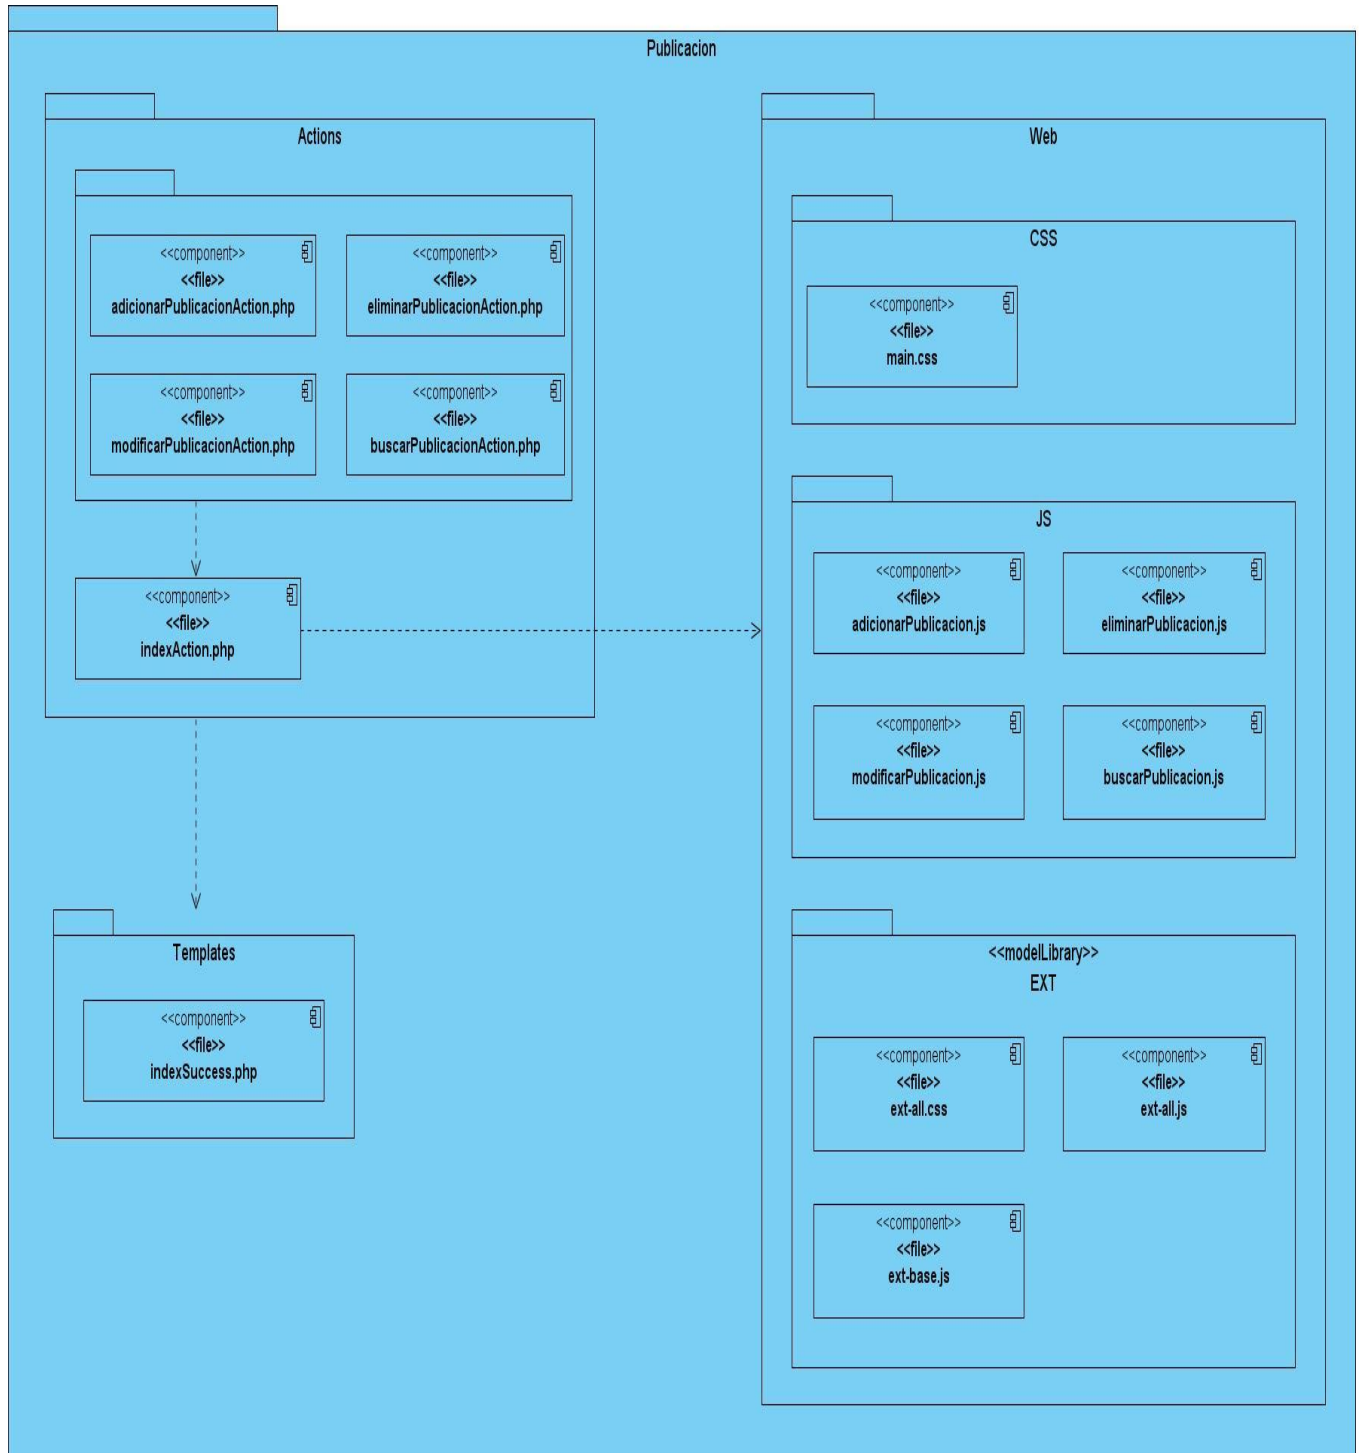 Publicacion
Actions
<<component>>
<<file>>
adicionarPublicacionAction.php
<<component>>
<<file>>
eliminarPublicacionAction.php
<<component>>
<<file>>
modificarPublicacionAction.php
<<component>>
<<file>>
buscarPublicacionAction.php
<<component>>
<<file>>
indexAction.php
Templates
<<component>>
<<file>>
indexSuccess.php
Web
CSS
<<component>>
<<file>>
main.css
JS
<<component>>
<<file>>
adicionarPublicacion.js
<<component>>
<<file>>
eliminarPublicacion.js
<<component>>
<<file>>
modificarPublicacion.js
<<component>>
<<file>>
buscarPublicacion.js
<<modelLibrary>>
EXT
<<component>>
<<file>>
ext-all.css
<<component>>
<<file>>
ext-all.js
<<component>>
<<file>>
ext-base.js